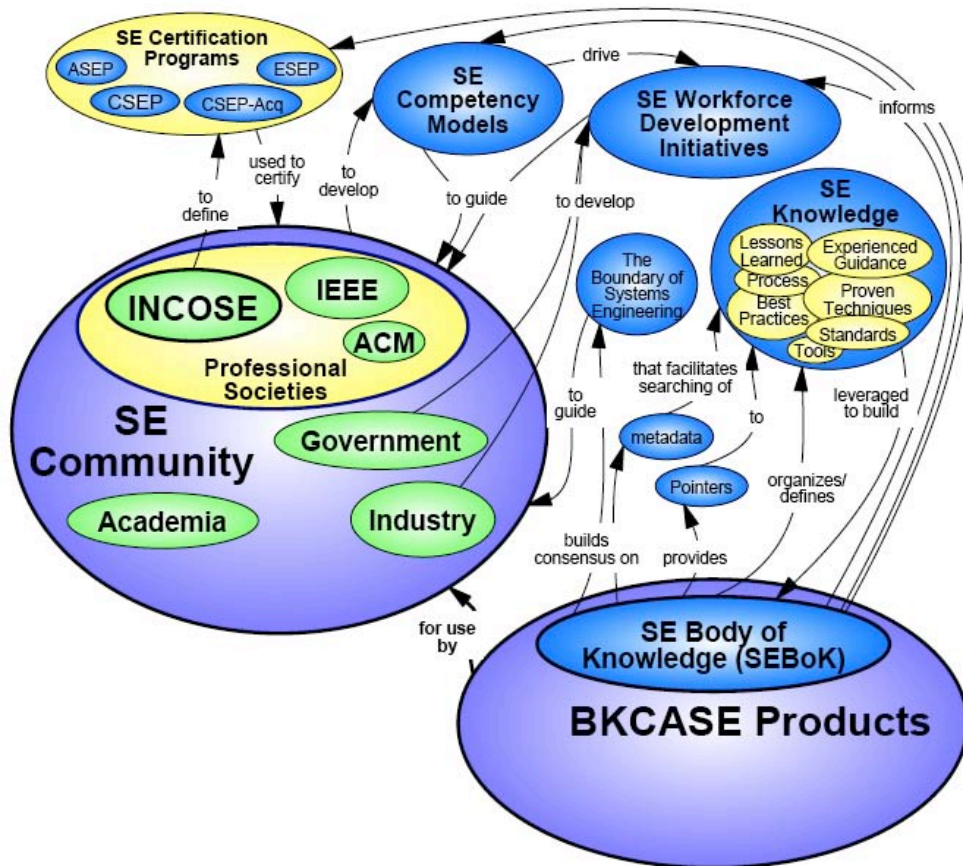 SE Certification
Programs
ASEP
ESEP
CSEP
CSEP-Acq
SE
Competency
Models
drive
SE Workforce
Development
Initiatives
informs
used to
certify
to
define
to
develop
to guide
to develop
SE
Knowledge
Lessons
Learned
Experienced
Guidance
Process
Best
Practices
Proven
Techniques
Standards
Tools
The
Boundary of
Systems
Engineering
INCOSE
IEEE
ACM
Professional
Societies
SE
Community
Government
Academia
Industry
to
guide
that facilitates
searching of
to
leveraged
to build
metadata
Pointers
organizes/
defines
builds
consensus on
provides
for use
by
SE Body of
Knowledge (SEBoK)
BKCASE Products